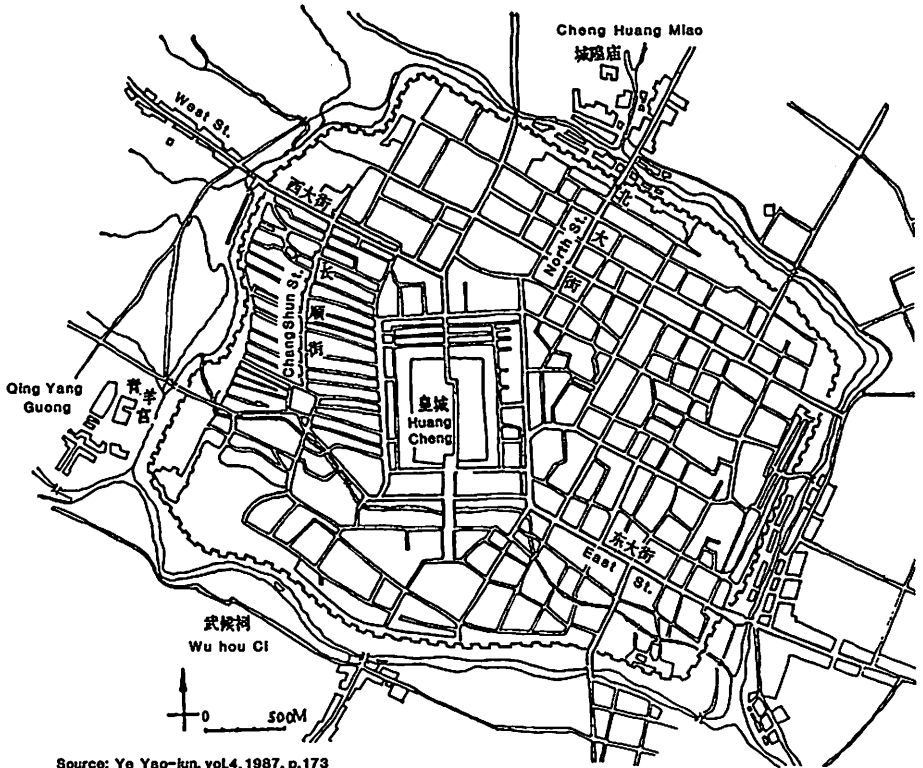 Cheng Huang Miao
城隍庙
West St.
西大街
北大街
North St.
长顺街
ChangShun St.
Qing Yang
Guong
青羊宫
皇城
Huang
Cheng
东大街
East St.
武候祠
Wu hou Ci
0 500M
Source: Ye Yao-jun, vol.4, 1987, p.173